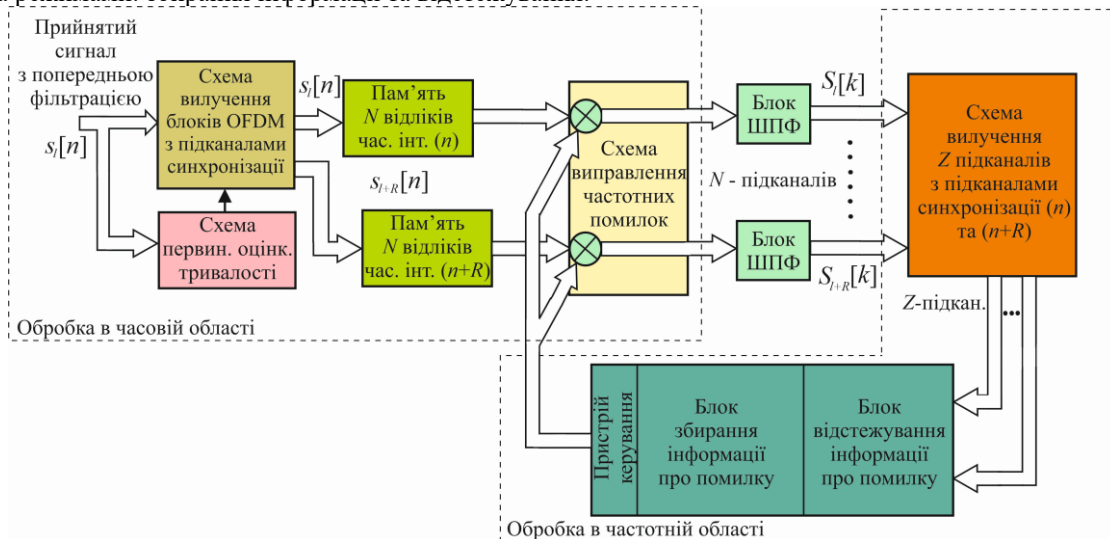 Прийнятий
сигнал
з попередньою
фільтрацією
s_l[n]
Схема
вилучення
блоків OFDM
з підканалами
синхронізації
Схема
первин. оцінк.
тривалості
s_l[n]
Пам’ять
N відліків
час. інт. (n)
s_{l+R}[n]
Пам’ять
N відліків
час. інт. (n+R)
Схема
виправлення
частотних
помилок
Блок
ШПФ
S_l[k]
N - підканалів
Блок
ШПФ
S_{l+R}[k]
Схема
вилучення
Z підканалів
з підканалами
синхронізації (n)
та (n+R)
Z-підкан.
...
Обробка в часовій області
Пристрій
керування
Блок
збирання
інформації
про помилку
Блок
відстежування
інформації
про помилку
Обробка в частотній області